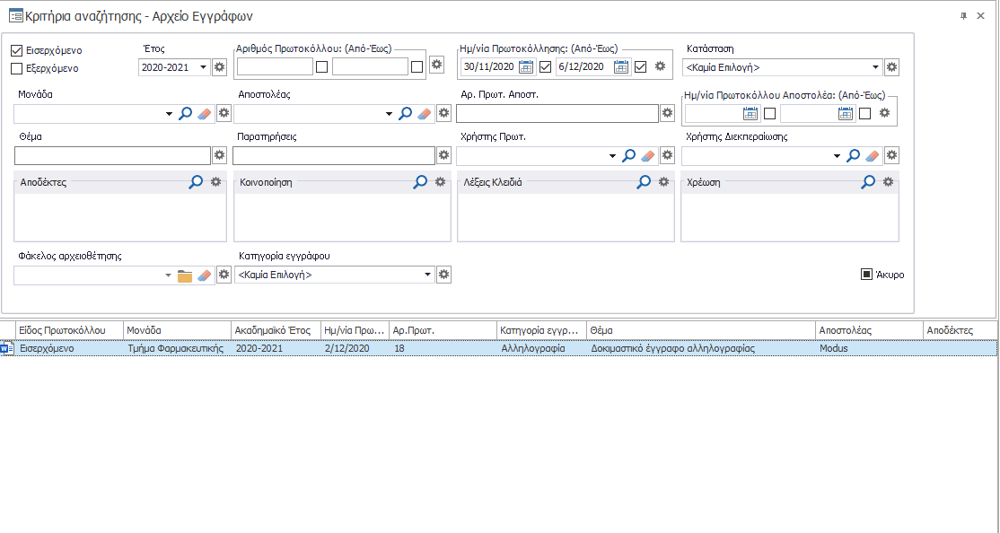 Κριτήρια αναζήτησης - Αρχείο Εγγράφων
Εισερχόμενο
Εξερχόμενο
Έτος
2020-2021
Αριθμός Πρωτοκόλλου: (Από-Έως)
Ημ/νία Πρωτοκόλλησης: (Από-Έως)
30/11/2020 6/12/2020
Κατάσταση
<Καμία Επιλογή>
Μονάδα Αποστολέας Αρ. Πρωτ. Αποστ. Ημ/νία Πρωτοκόλλου Αποστολέα: (Από-Έως)
Θέμα Παρατηρήσεις Χρήστης Πρωτ. Χρήστης Διεκπεραίωσης
Αποδέκτες Κοινοποίηση Λέξεις Κλειδιά Χρέωση
Φάκελος αρχειοθέτησης Κατηγορία εγγράφου
<Καμία Επιλογή> Άκυρο
Είδος Πρωτοκόλλου Μονάδα Ακαδημαϊκό Έτος Ημ/νία Πρω... Αρ.Πρωτ. Κατηγορία εγγρ... Θέμα Αποστολέας Αποδέκτες
Εισερχόμενο Τμήμα Φαρμακευτικής 2020-2021 2/12/2020 18 Αλληλογραφία Δοκιμαστικό έγγραφο αλληλογραφίας Modus